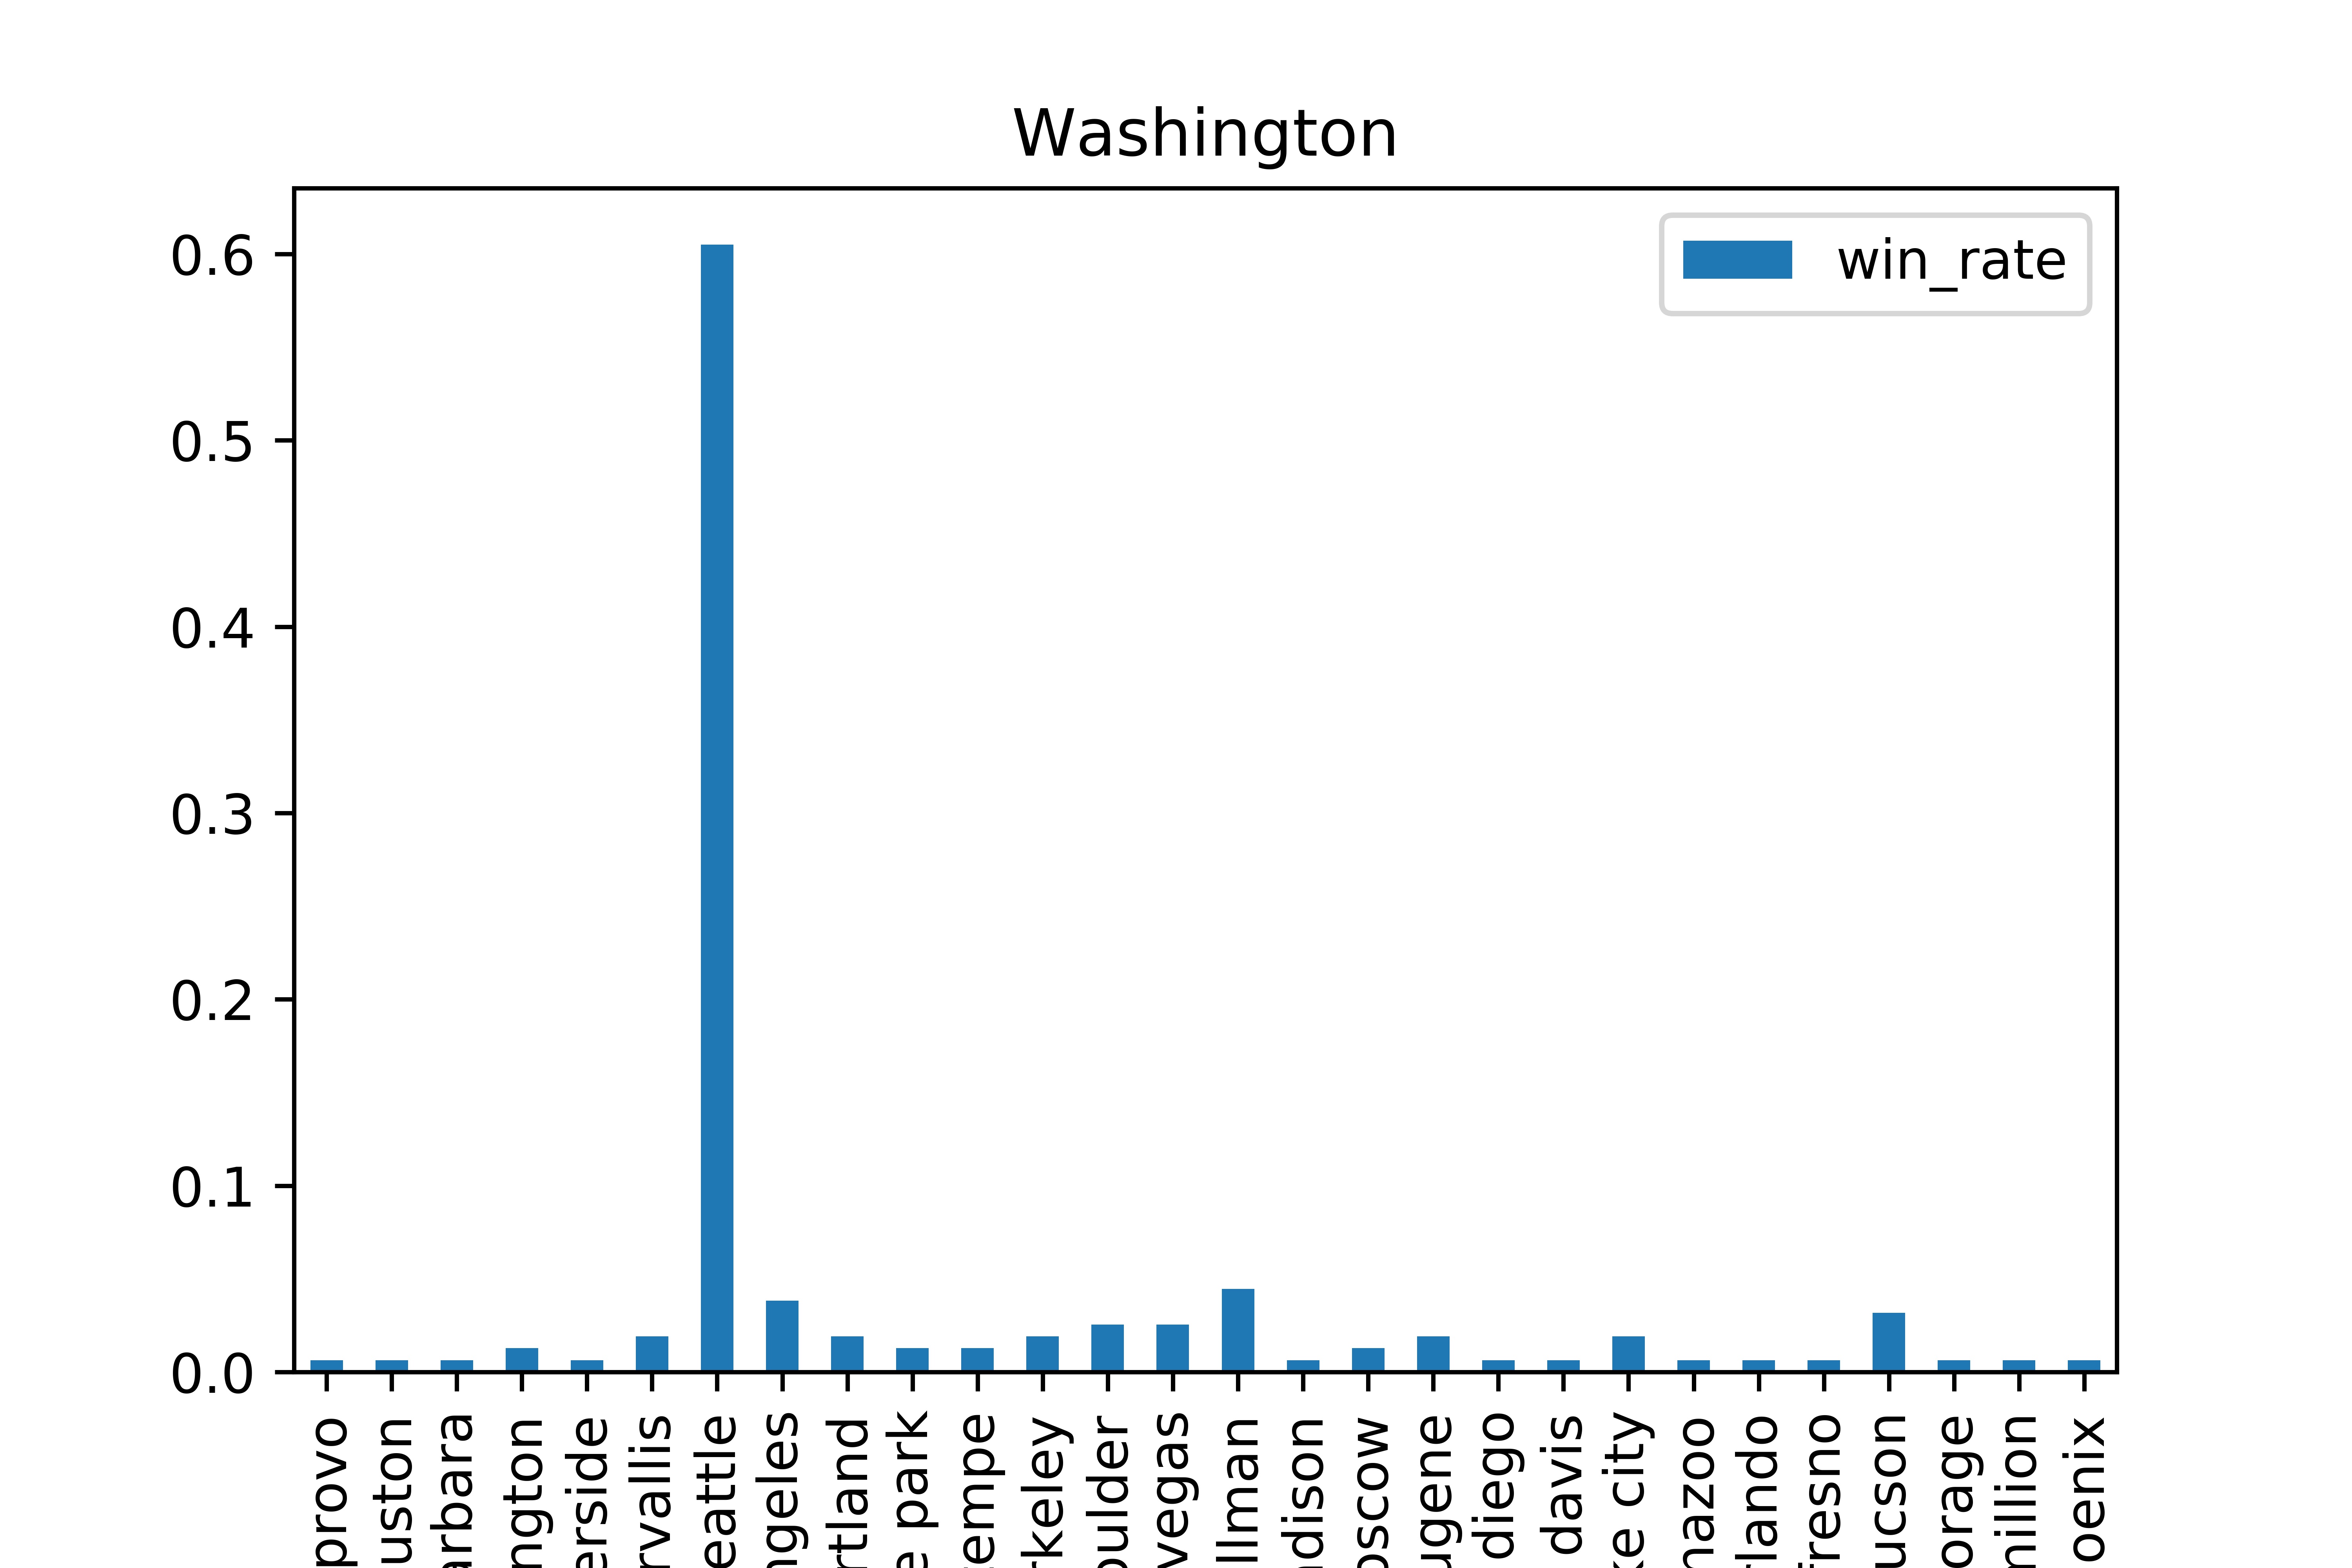 Washington
win_rate
0.6
0.5
0.4
0.3
0.2
0.1
0.0
provo
uston
arbara
ngton
erside
rvallis
eattle
ngeles
rtland
e park
empe
rkeley
oulder
vegas
llman
dison
oscow
ugene
diego
davis
ke city
nazoo
lando
fresno
ucson
orage
million
oenix